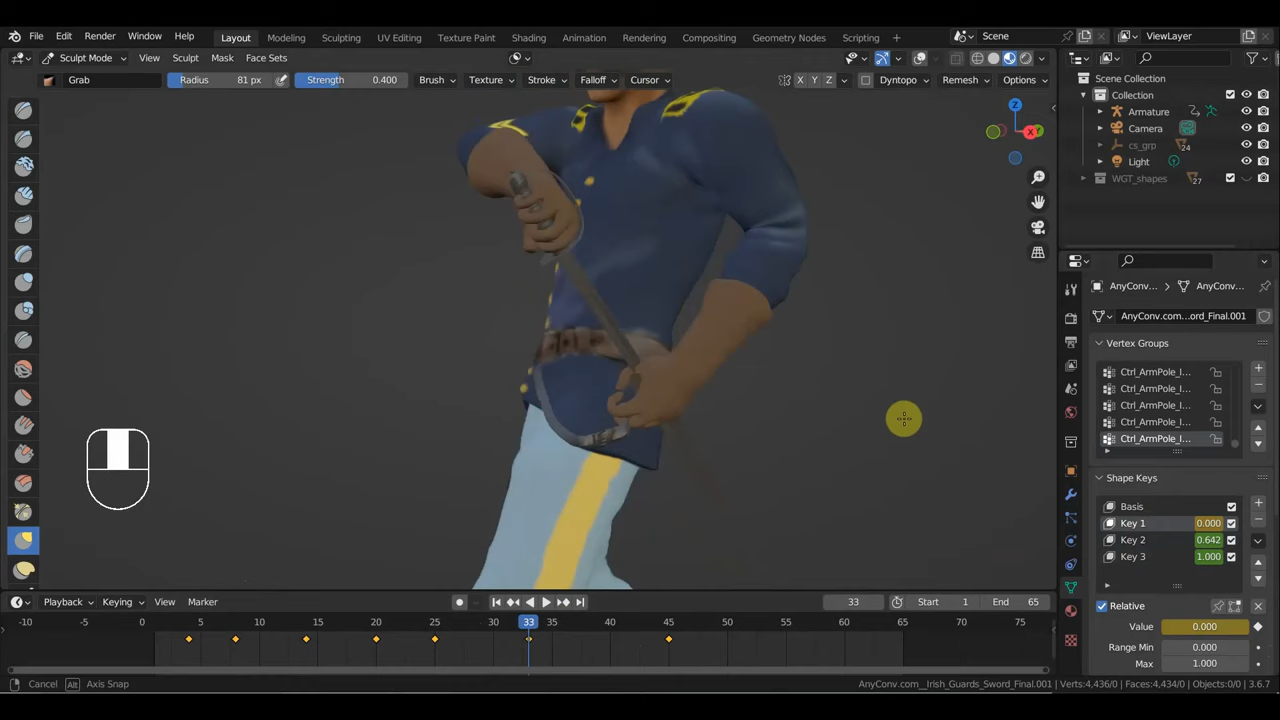 File Edit Render Window Help Layout Modeling Sculpting UV Editing Texture Paint Shading Animation Rendering Compositing Geometry Nodes Scripting Scene ViewLayer
Sculpt Mode View Sculpt Mask Face Sets
Grab Radius 81 px Strength 0.400 Brush Texture Stroke Falloff Cursor X Y Z Dyntopo Remesh Options
Z
X
Y
Scene Collection
Collection
Armature
Camera
cs_grp 24
Light
WGT_shapes 27
AnyConv... AnyConv...
AnyConv.com...ord_Final.001
Vertex Groups
Ctrl_ArmPole_I...
Ctrl_ArmPole_I...
Ctrl_ArmPole_I...
Ctrl_ArmPole_I...
Ctrl_ArmPole_I...
Shape Keys
Basis
Key 1 0.000
Key 2 0.642
Key 3 1.000
Relative
Value 0.000
Range Min 0.000
Max 1.000
Playback Keying View Marker 33 Start 1 End 65
-10 -5 0 5 10 15 20 25 30 33 35 40 45 50 55 60 65 70 75
Cancel Alt Axis Snap AnyConv.com__Irish_Guards_Sword_Final.001 | Verts:4,436/0 | Faces:4,434/0 | Objects:0/0 | 3.6.7